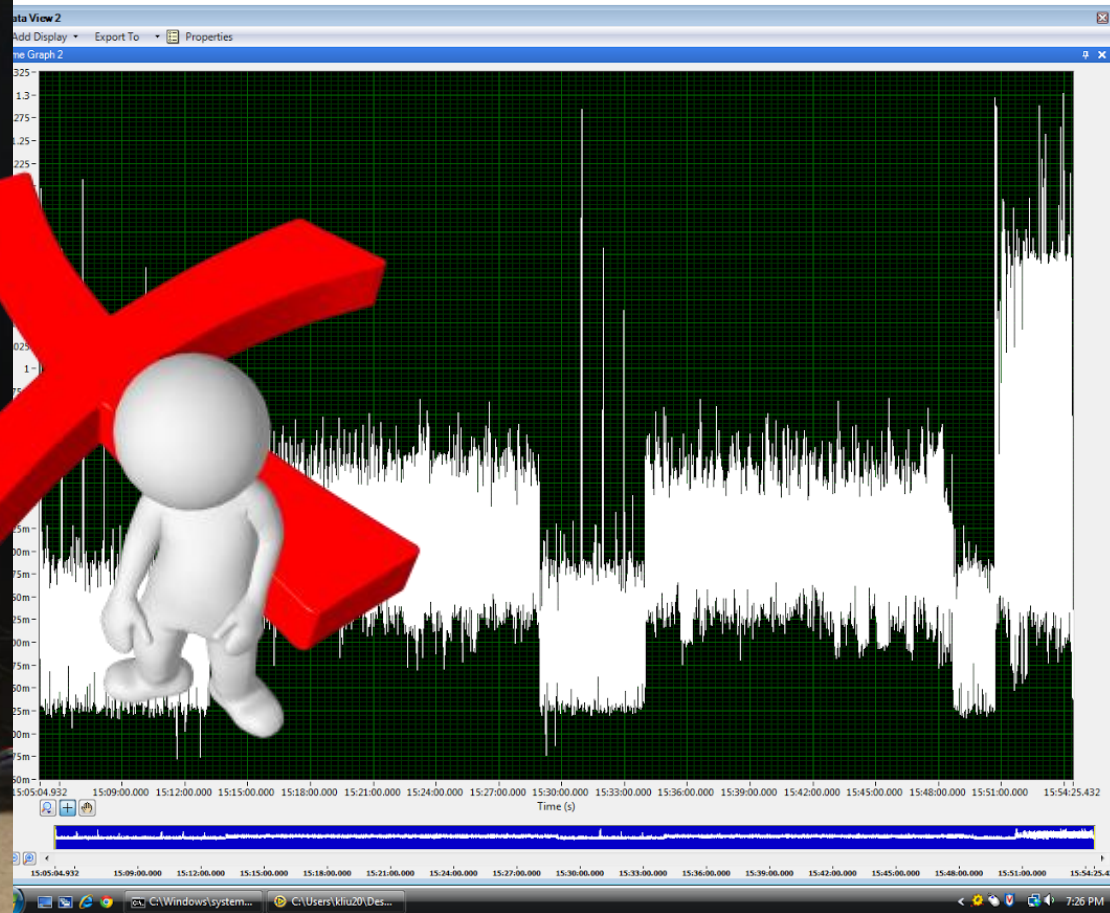 ata View 2
Add Display Export To Properties
me Graph 2
325
1.3
275
1.25
225
025
1
75
25m
00m
75m
50m
25m
00m
75m
50m
25m
00m
75m
50m
15:05:04.932 15:09:00.000 15:12:00.000 15:15:00.000 15:18:00.000 15:21:00.000 15:24:00.000 15:27:00.000 15:30:00.000 15:33:00.000 15:36:00.000 15:39:00.000 15:42:00.000 15:45:00.000 15:48:00.000 15:51:00.000 15:54:25.432
Time (s)
15:05:04.932 15:09:00.000 15:12:00.000 15:15:00.000 15:18:00.000 15:21:00.000 15:24:00.000 15:27:00.000 15:30:00.000 15:33:00.000 15:36:00.000 15:39:00.000 15:42:00.000 15:45:00.000 15:48:00.000 15:51:00.000 15:54:25.4
C:\Windows\system... C:\Users\kliu20\Des... 7:26 PM